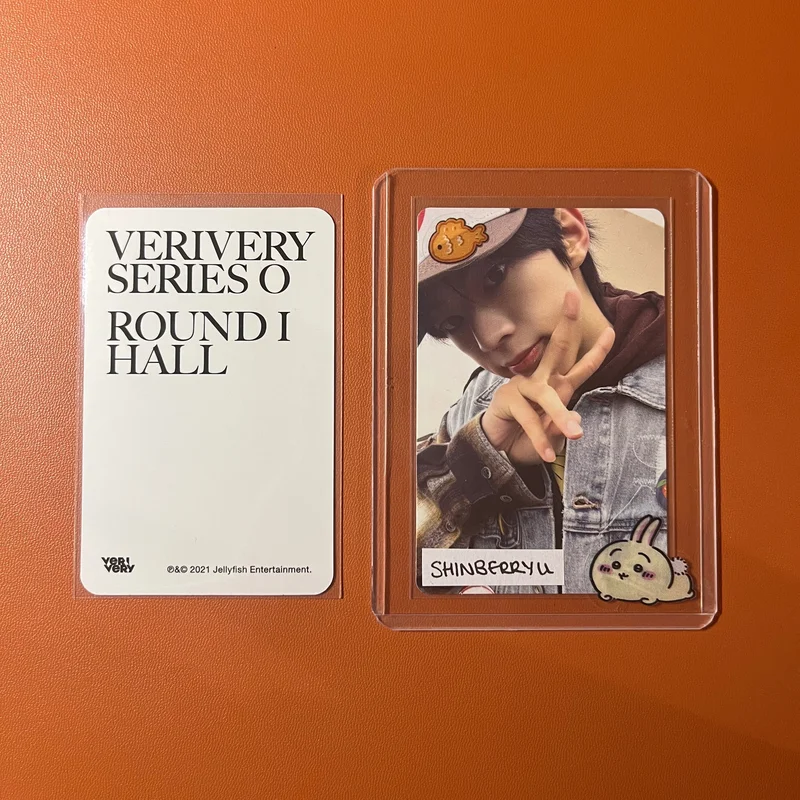 VERIVERY
SERIES O
ROUND I
HALL
VERI
VERY
℗&© 2021 Jellyfish Entertainment.
SHINBERRYU